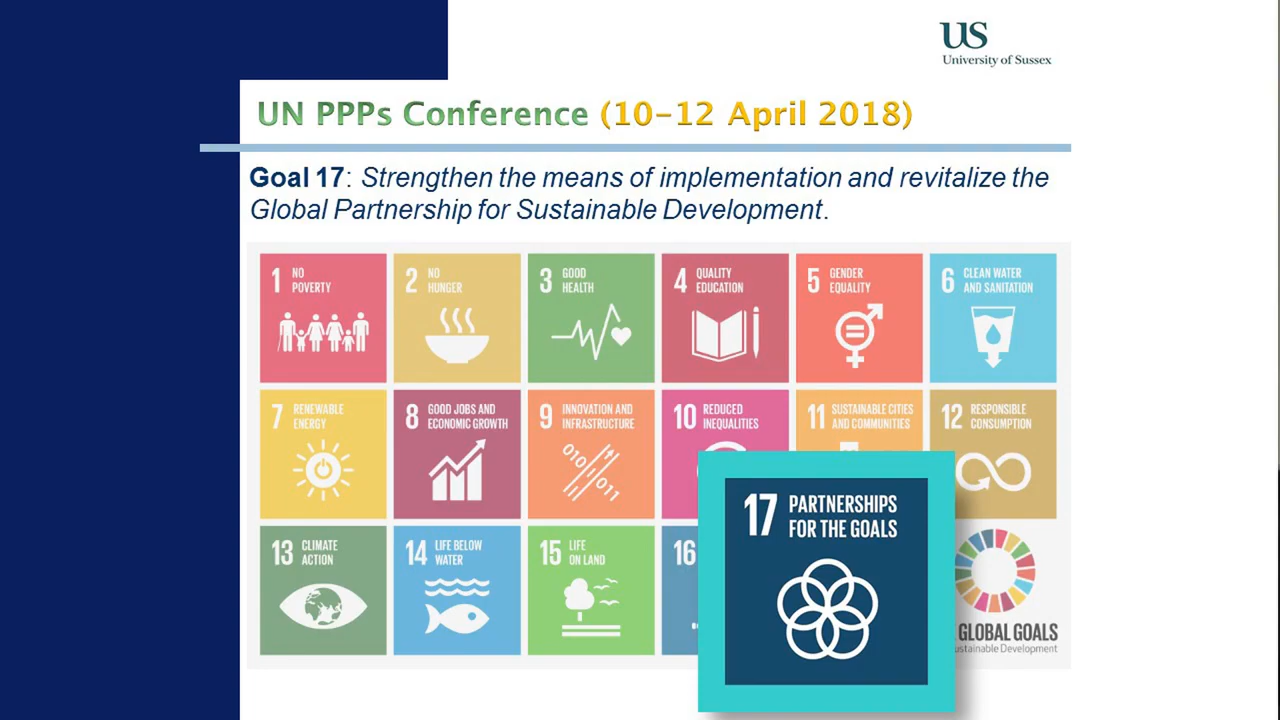 US
University of Sussex
UN PPPs Conference (10-12 April 2018)
Goal 17: Strengthen the means of implementation and revitalize the
Global Partnership for Sustainable Development.
1 NO
POVERTY
2 NO
HUNGER
3 GOOD
HEALTH
4 QUALITY
EDUCATION
5 GENDER
EQUALITY
6 CLEAN WATER
AND SANITATION
7 RENEWABLE
ENERGY
8 GOOD JOBS AND
ECONOMIC GROWTH
9 INNOVATION AND
INFRASTRUCTURE
010
1
011
10 REDUCED
INEQUALITIES
11 SUSTAINABLE CITIES
AND COMMUNITIES
12 RESPONSIBLE
CONSUMPTION
13 CLIMATE
ACTION
14 LIFE BELOW
WATER
15 LIFE
ON LAND
16
17 PARTNERSHIPS
FOR THE GOALS
GLOBAL GOALS
ustainable Development